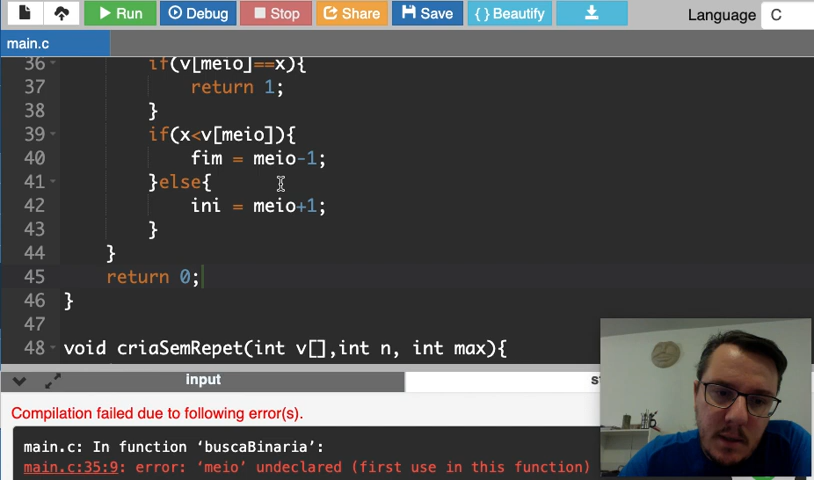 Run Debug Stop Share Save { } Beautify Language C
main.c
36 if(v[meio]==x){
37 return 1;
38 }
39 if(x<v[meio]){
40 fim = meio-1;
41 }else{
42 ini = meio+1;
43 }
44 }
45 return 0;
46 }
47
48 void criaSemRepet(int v[],int n, int max){
input
Compilation failed due to following error(s).
main.c: In function ‘buscaBinaria’:
main.c:35:9: error: ‘meio’ undeclared (first use in this function)